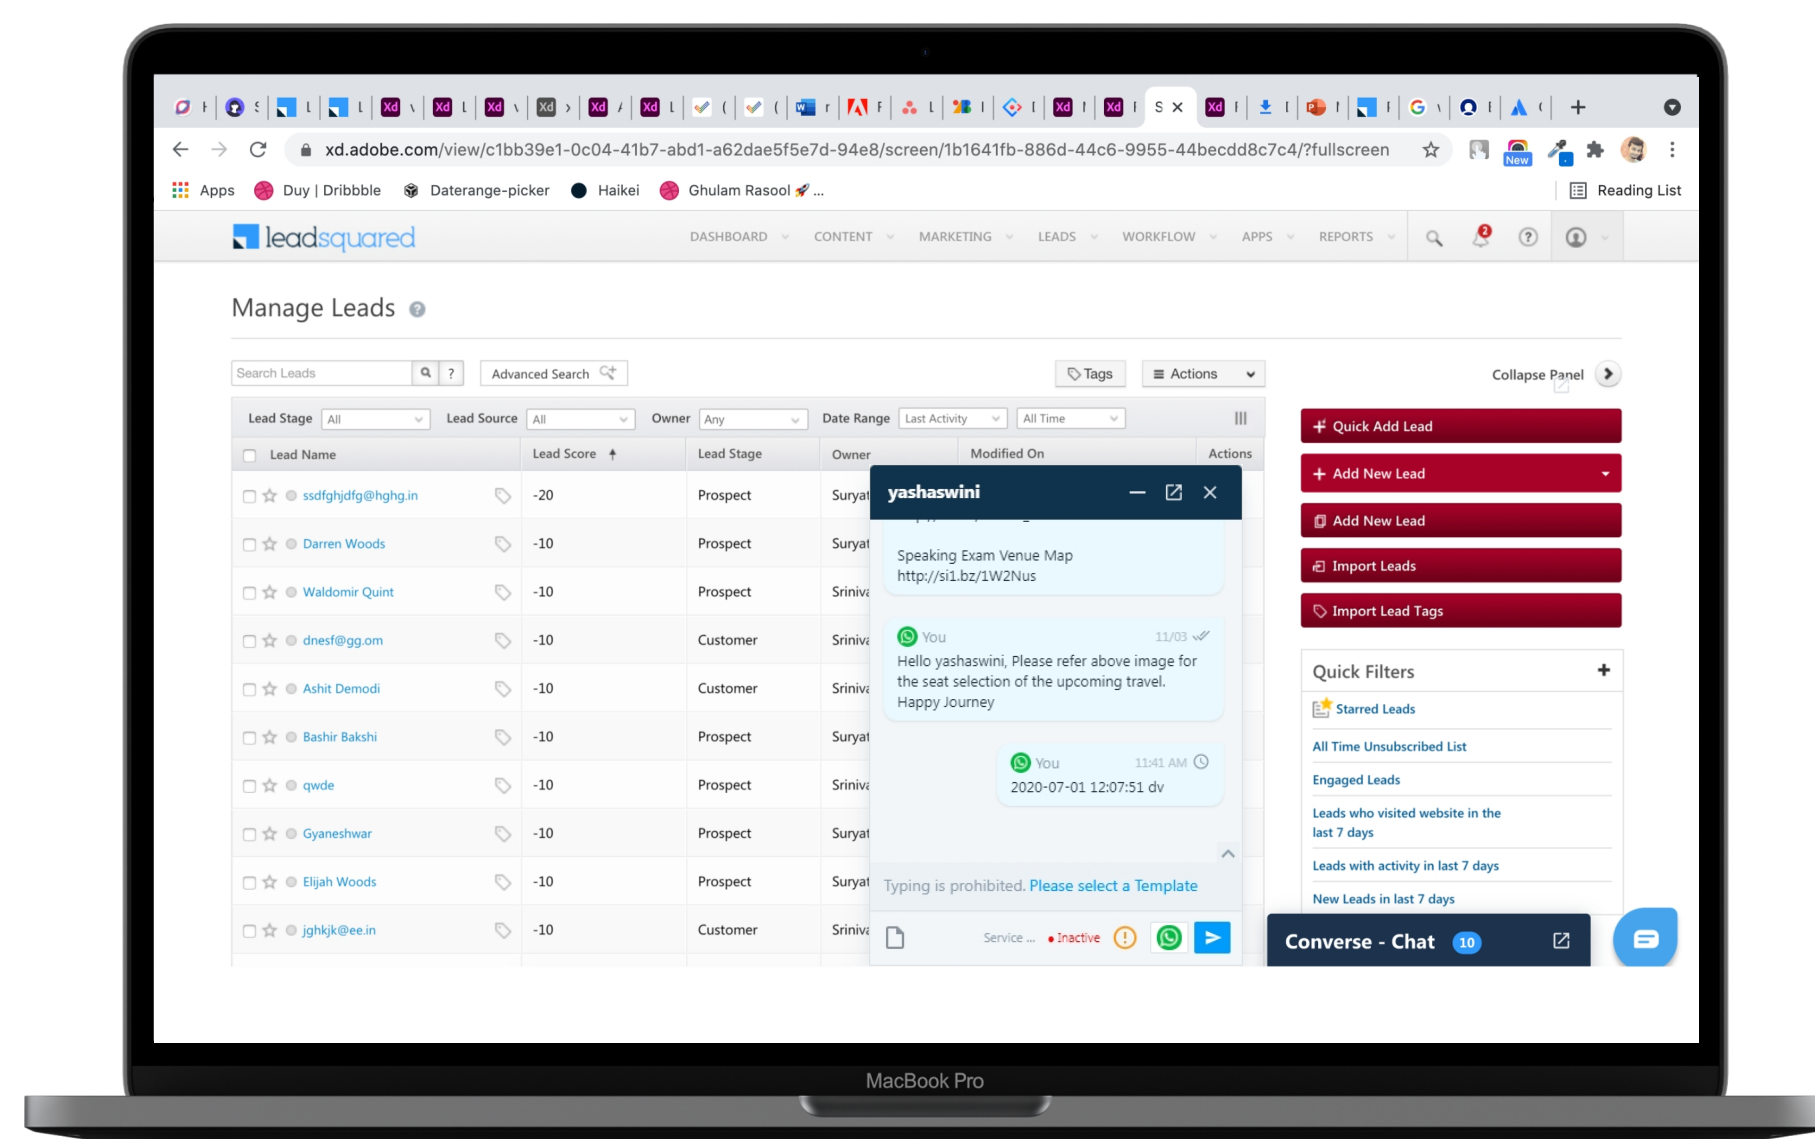 xd.adobe.com/view/c1bb39e1-0c04-41b7-abd1-a62dae5f5e7d-94e8/screen/1b1641fb-886d-44c6-9955-44becdd8c7c4/?fullscreen
New
Apps Duy | Dribbble Daterange-picker Haikei Ghulam Rasool 🚀 ... Reading List
leadsquared DASHBOARD CONTENT MARKETING LEADS WORKFLOW APPS REPORTS 2
Manage Leads
Search Leads ? Advanced Search Tags Actions Collapse Panel
Lead Stage All Lead Source All Owner Any Date Range Last Activity All Time
Lead Name Lead Score Lead Stage Owner Modified On Actions
ssdfghjdfg@hghg.in -20 Prospect
Darren Woods -10 Prospect
Waldomir Quint -10 Prospect
dnesf@gg.om -10 Customer
Ashit Demodi -10 Customer
Bashir Bakshi -10 Prospect
qwde -10 Prospect
Gyaneshwar -10 Prospect
Elijah Woods -10 Prospect
jghkjk@ee.in -10 Customer
yashaswini
Speaking Exam Venue Map
http://si1.bz/1W2Nus
You 11/03
Hello yashaswini, Please refer above image for
the seat selection of the upcoming travel.
Happy Journey
You 11:41 AM
2020-07-01 12:07:51 dv
Typing is prohibited. Please select a Template
Service ... Inactive
Quick Add Lead
Add New Lead
Add New Lead
Import Leads
Import Lead Tags
Quick Filters +
Starred Leads
All Time Unsubscribed List
Engaged Leads
Leads who visited website in the
last 7 days
Leads with activity in last 7 days
New Leads in last 7 days
Converse - Chat 10
MacBook Pro